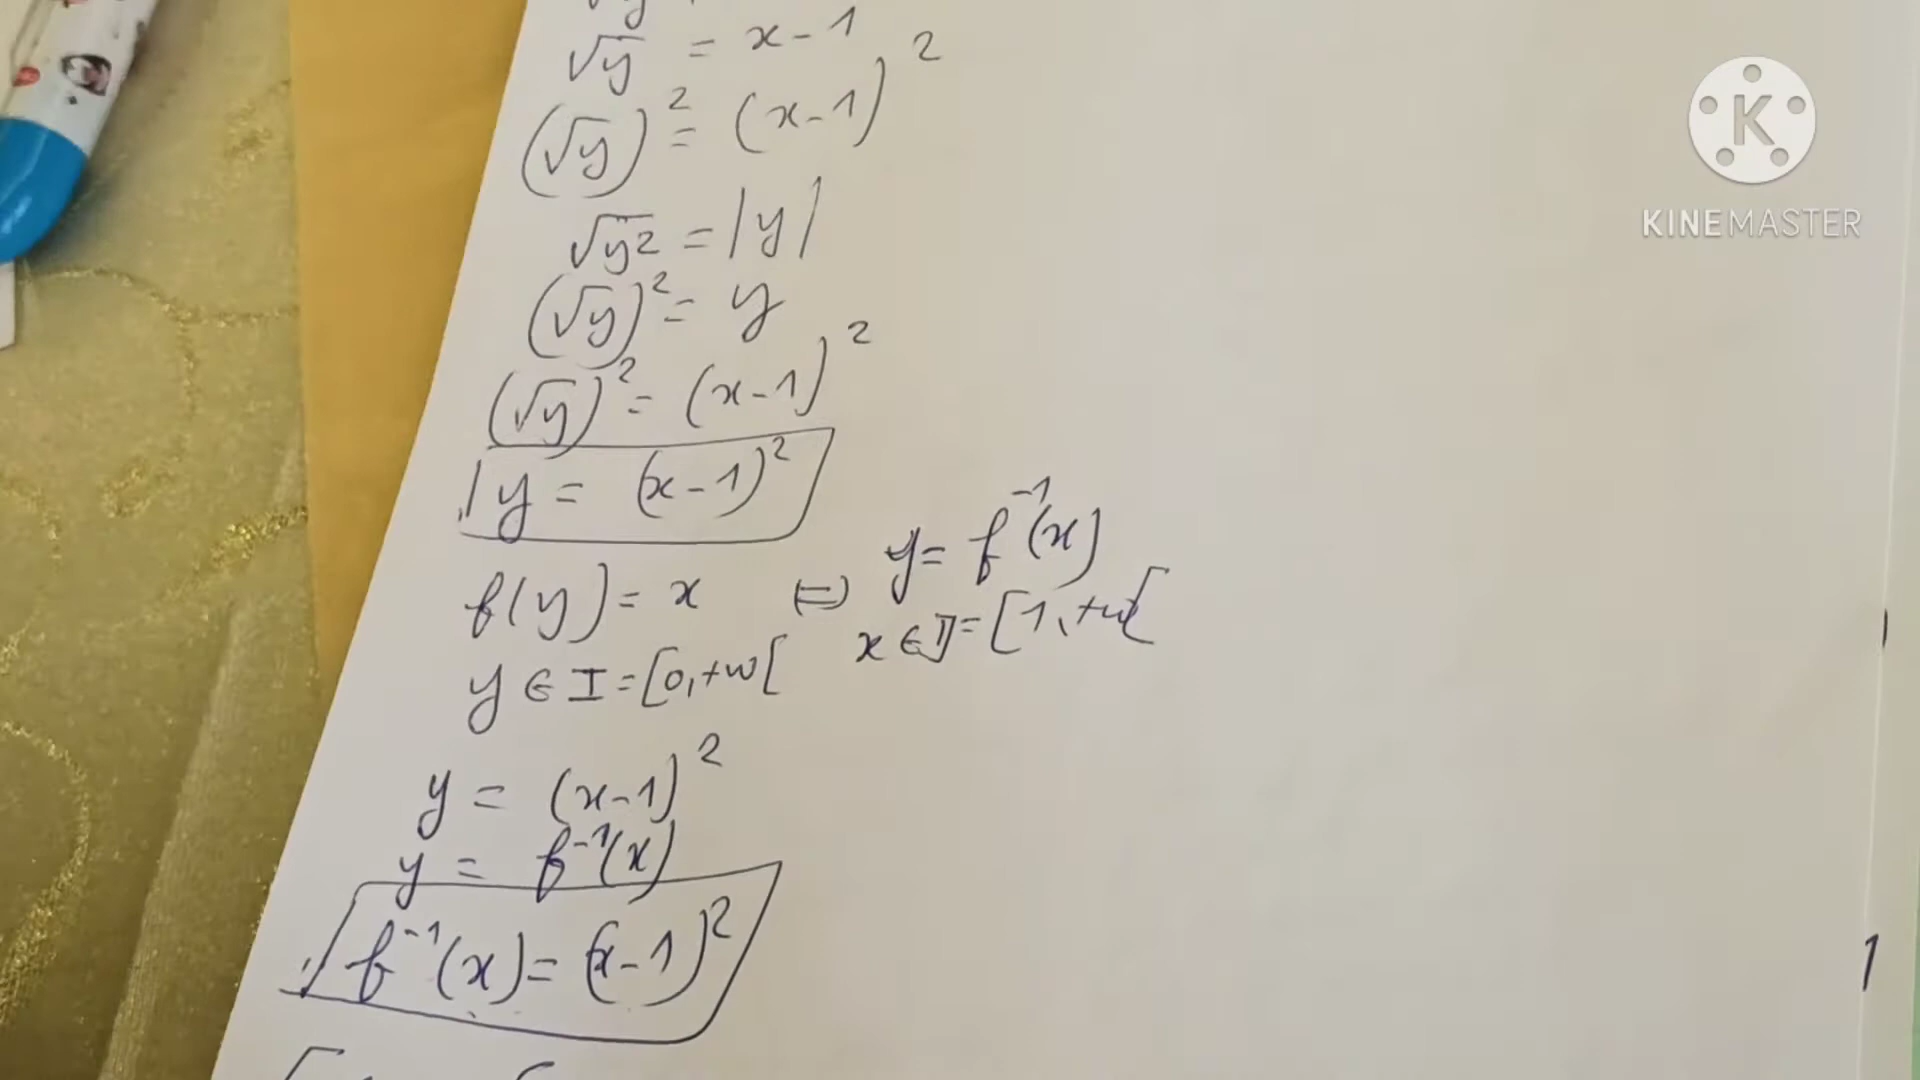 √y = x - 1
(√y)² = (x-1)²
√y² = |y|
(√y)² = y
(√y)² = (x-1)²
y = (x-1)²
f(y) = x ⇔ y = f⁻¹(x)
y ∈ I = [0, +∞[ x ∈ J = [1, +∞[
y = (x-1)²
y = f⁻¹(x)
f⁻¹(x) = (x-1)²
K
KINEMASTER
1